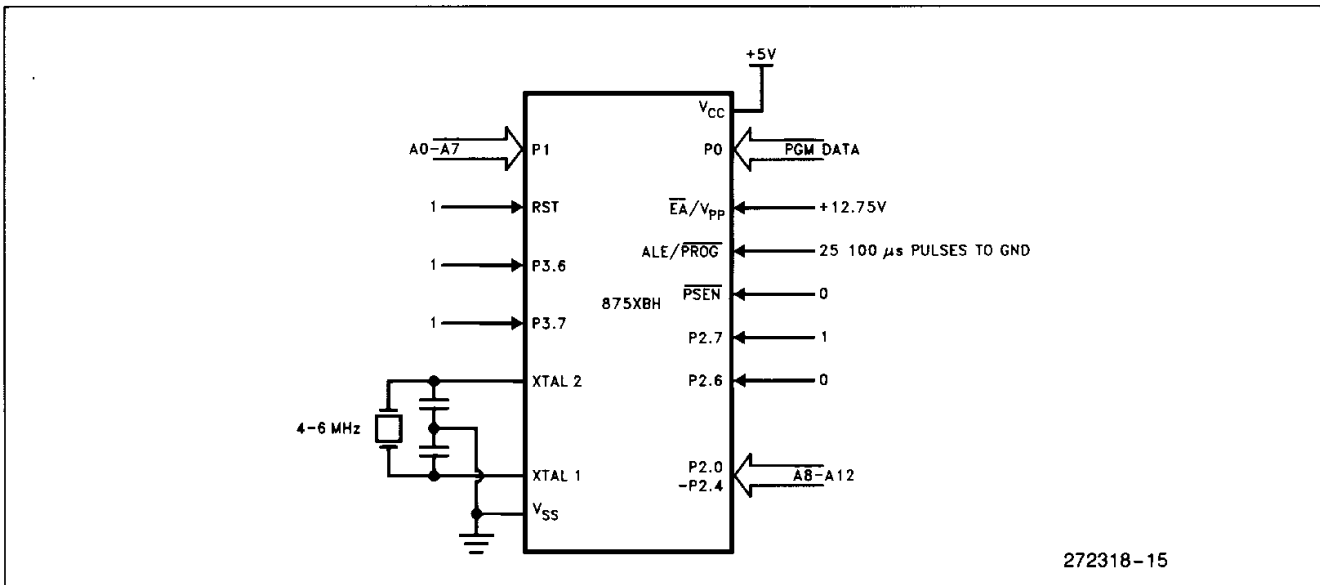 +5V
VCC
A0-A7
P1
P0
PGM DATA
1
RST
EA/VPP
+12.75V
ALE/PROG
25 100 μs PULSES TO GND
1
P3.6
PSEN
0
875XBH
1
P3.7
P2.7
1
XTAL 2
P2.6
0
4-6 MHz
P2.0
-P2.4
A8-A12
XTAL 1
VSS
272318-15